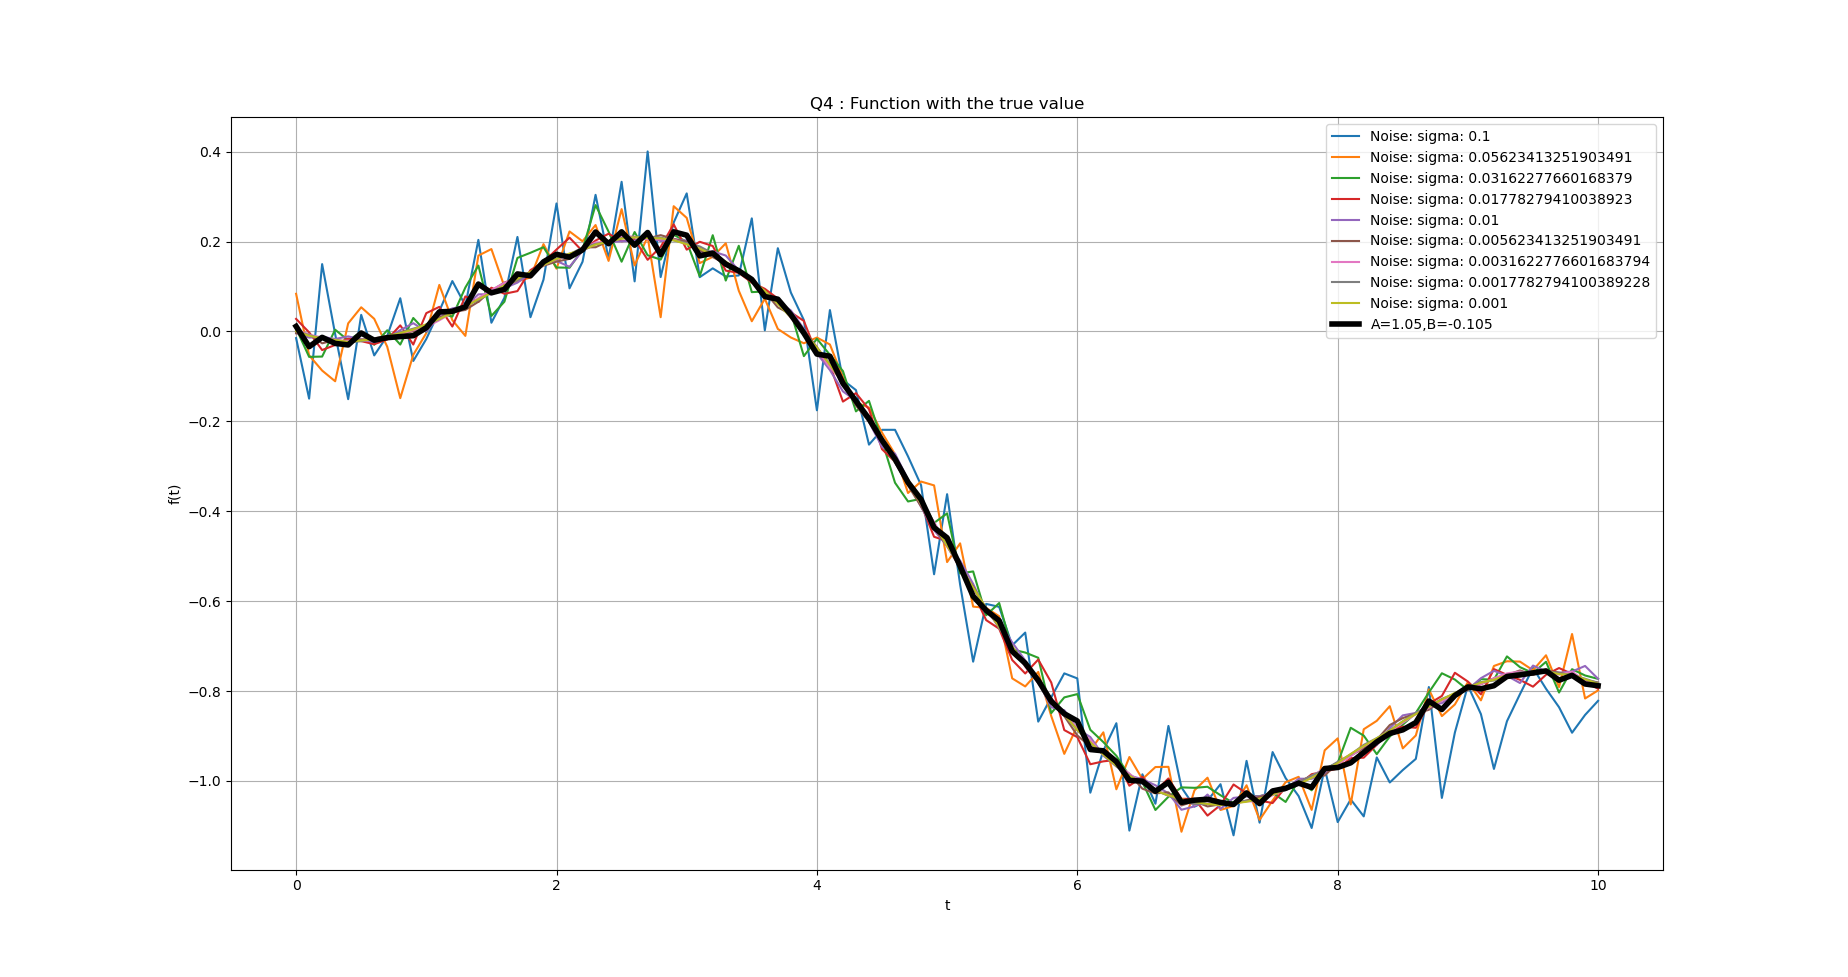 Q4 : Function with the true value
Noise: sigma: 0.1
Noise: sigma: 0.05623413251903491
Noise: sigma: 0.03162277660168379
Noise: sigma: 0.01778279410038923
Noise: sigma: 0.01
Noise: sigma: 0.005623413251903491
Noise: sigma: 0.0031622776601683794
Noise: sigma: 0.0017782794100389228
Noise: sigma: 0.001
A=1.05,B=-0.105
f(t)
0.4
0.2
0.0
−0.2
−0.4
−0.6
−0.8
−1.0
0 2 4 6 8 10
t